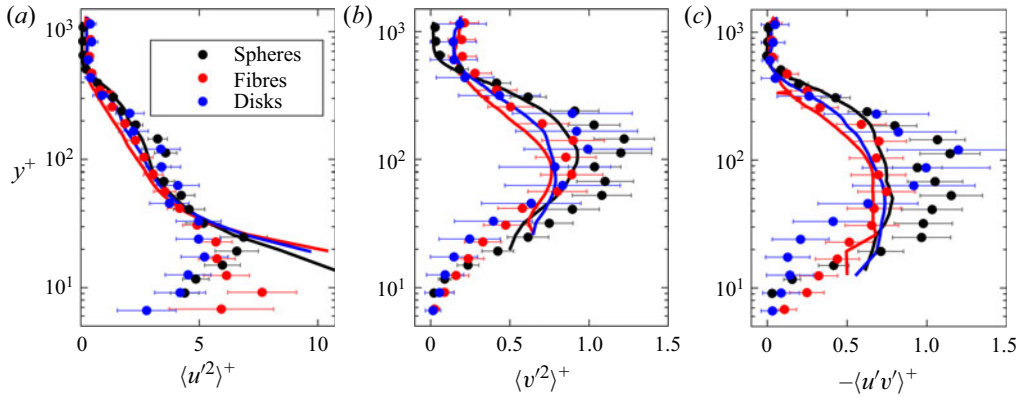 (a) (b) (c)
10³ 10³ 10³
Spheres
Fibres
Disks
y⁺ 10² 10² 10²
10¹ 10¹ 10¹
0 5 10 0 0.5 1.0 1.5 0 0.5 1.0 1.5
⟨u′²⟩⁺ ⟨v′²⟩⁺ −⟨u′v′⟩⁺